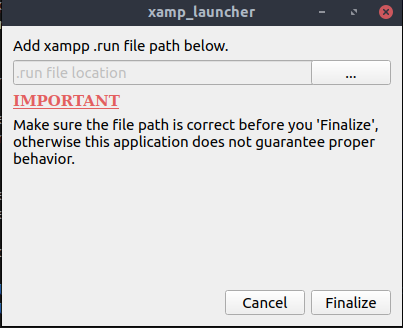 xamp_launcher
Add xampp .run file path below.
.run file location
...
IMPORTANT
Make sure the file path is correct before you 'Finalize',
otherwise this application does not guarantee proper
behavior.
Cancel
Finalize